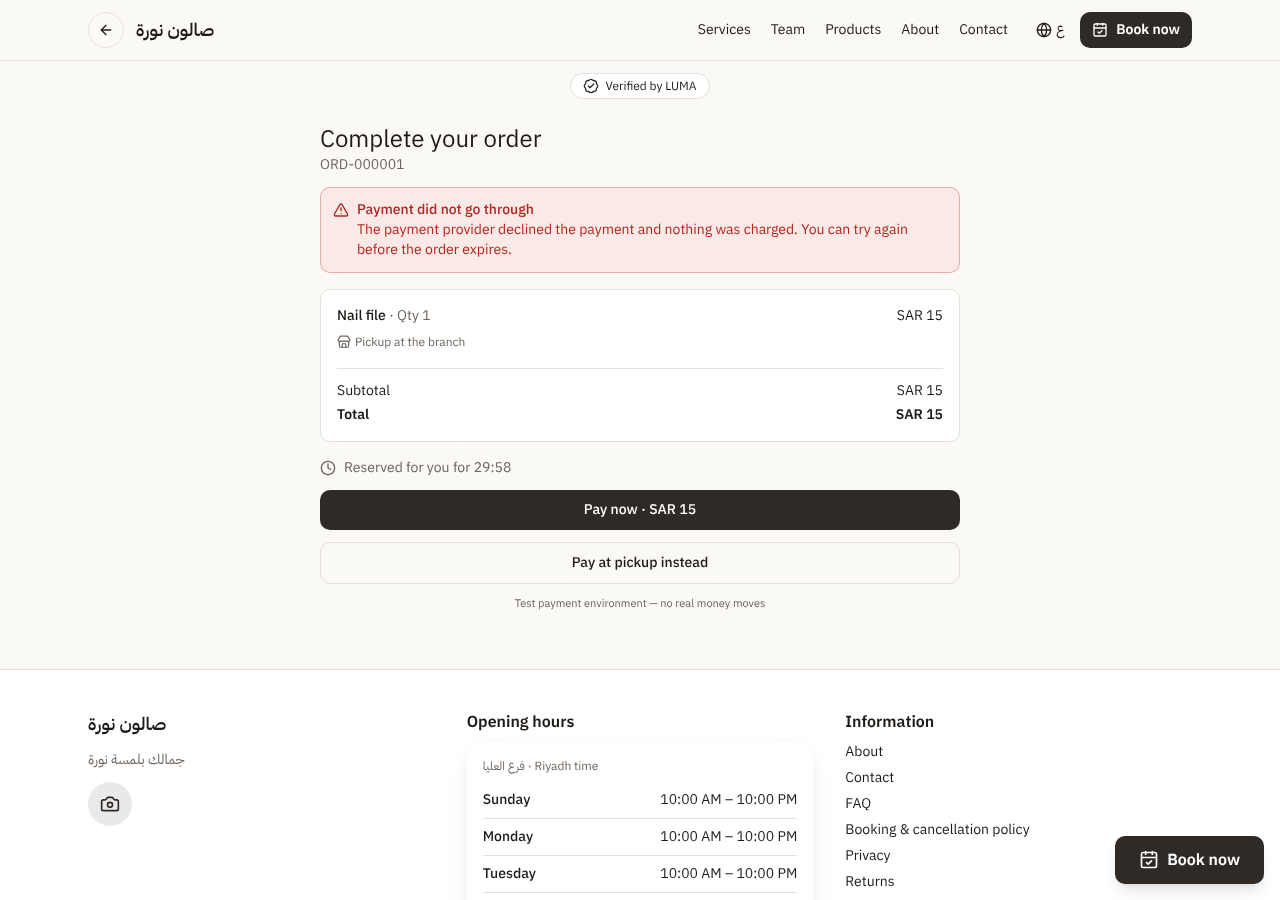 صالون نورة
Services
Team
Products
About
Contact
ع
Book now
Verified by LUMA
Complete your order
ORD-000001
Payment did not go through
The payment provider declined the payment and nothing was charged. You can try again
before the order expires.
Nail file · Qty 1
SAR 15
Pickup at the branch
Subtotal
SAR 15
Total
SAR 15
Reserved for you for 29:58
Pay now · SAR 15
Pay at pickup instead
Test payment environment — no real money moves
صالون نورة
جمالك بلمسة نورة
Opening hours
فرع العليا · Riyadh time
Sunday
10:00 AM – 10:00 PM
Monday
10:00 AM – 10:00 PM
Tuesday
10:00 AM – 10:00 PM
Information
About
Contact
FAQ
Booking & cancellation policy
Privacy
Returns
Book now